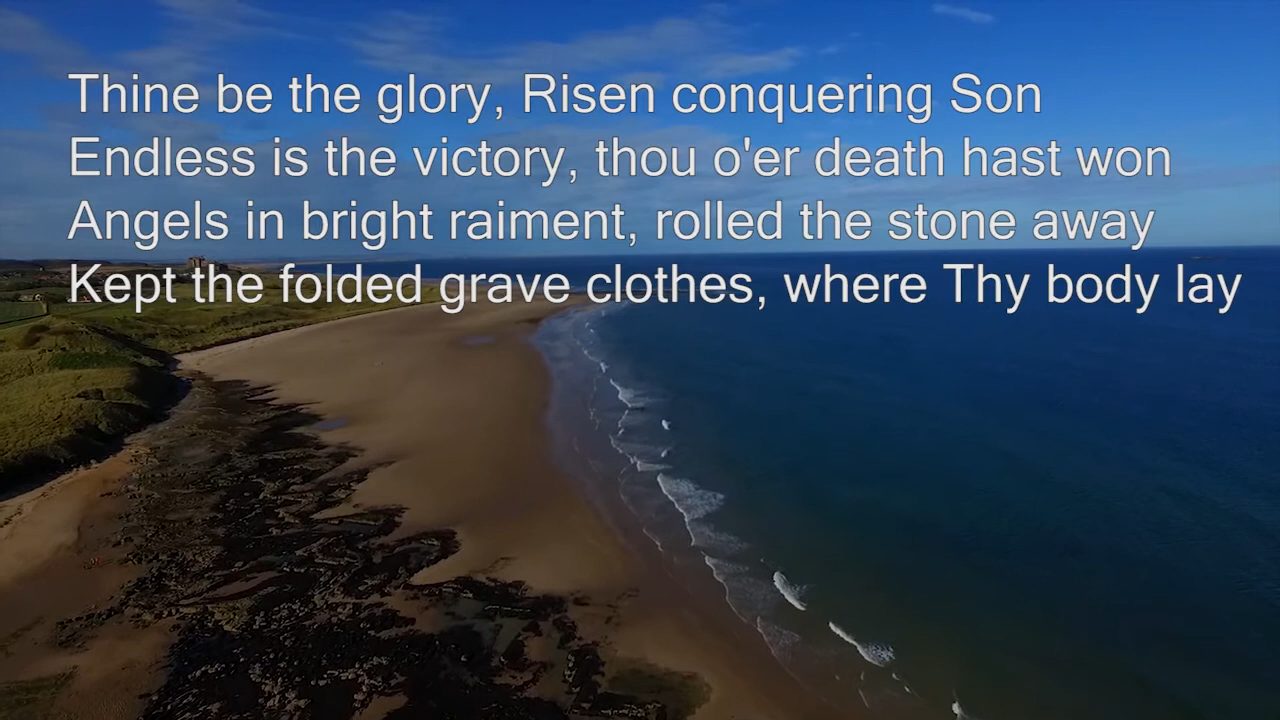 Thine be the glory, Risen conquering Son
Endless is the victory, thou o'er death hast won
Angels in bright raiment, rolled the stone away
Kept the folded grave clothes, where Thy body lay